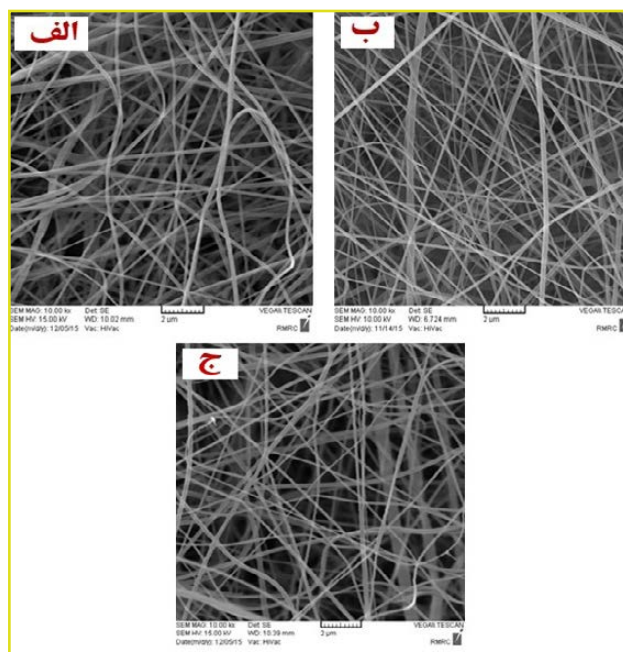 الف
SEM MAG: 10.00 kx Det: SE
SEM HV: 15.00 kV WD: 10.02 mm 2 µm VEGA\\ TESCAN
Date(m/d/y): 12/05/15 Vac: HiVac RMRC
ب
SEM MAG: 10.00 kx Det: SE
SEM HV: 10.00 kV WD: 6.724 mm 2 µm VEGA\\ TESCAN
Date(m/d/y): 11/14/15 Vac: HiVac RMRC
ج
SEM MAG: 10.00 kx Det: SE
SEM HV: 15.00 kV WD: 10.39 mm 2 µm VEGA\\ TESCAN
Date(m/d/y): 12/05/15 Vac: HiVac RMRC